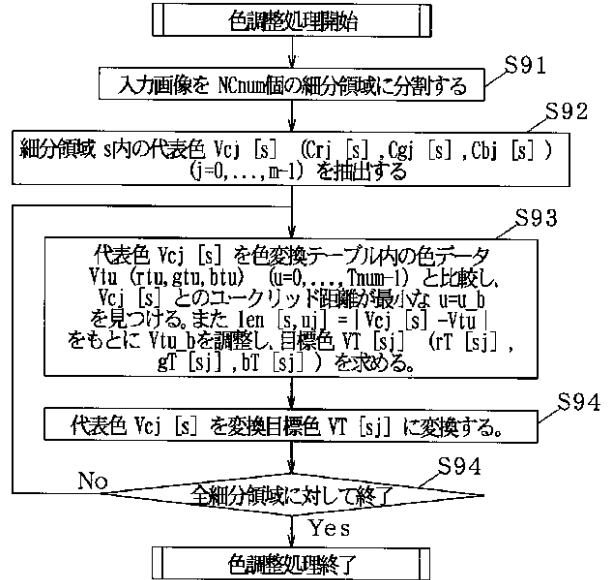 色調整処理開始
S91
入力画像を NCnum個の細分領域に分割する
S92
細分領域 s内の代表色 Vcj [s] (Crj [s] ,Cgj [s] ,Cbj [s] )
(j=0,...,m-1) を抽出する
S93
代表色 Vcj [s] を色変換テーブル内の色データ
Vtu (rtu,gtu,btu) (u=0,...,Tnum-1) と比較し、
Vcj [s] とのユークリッド距離が最小な u=u_b
を見つける。また len [s,uj] = | Vcj [s] -Vtu |
をもとに Vtu_bを調整し、目標色 VT [sj] (rT [sj] ,
gT [sj] ,bT [sj] ) を求める。
S94
代表色 Vcj [s] を変換目標色 VT [sj] に変換する。
S94
No
全細分領域に対して終了
Yes
色調整処理終了